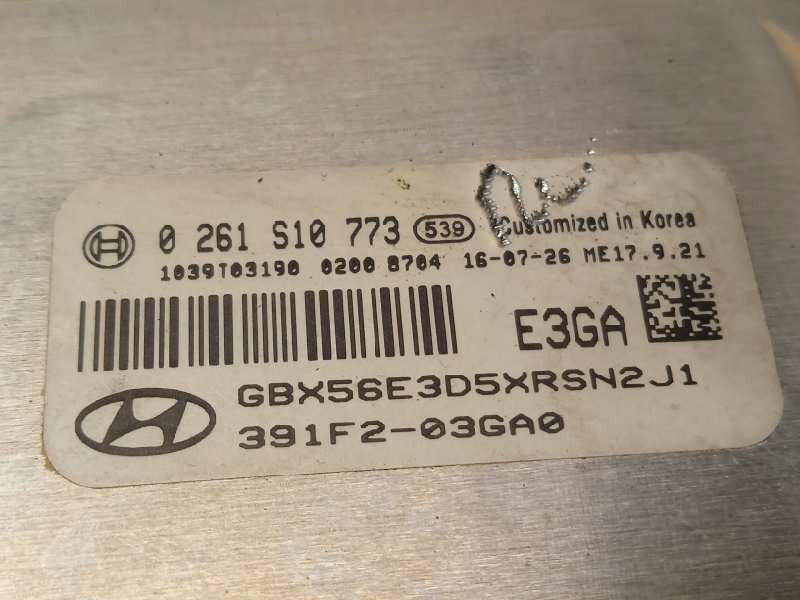 0 261 S10 773 539 Customized in Korea
1039T03190 0200 8704 16-07-26 ME17.9.21
E3GA
GBX56E3D5XRSN2J1
391F2-03GA0